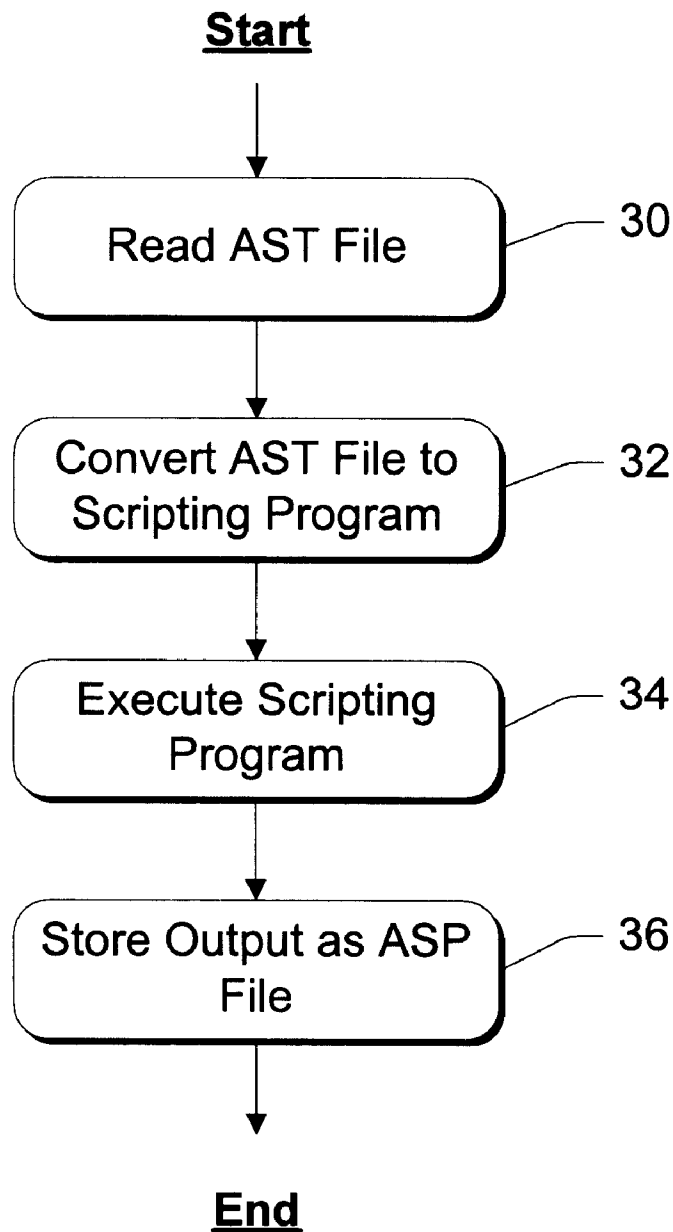 Start
Read AST File
30
Convert AST File to
Scripting Program
32
Execute Scripting
Program
34
Store Output as ASP
File
36
End